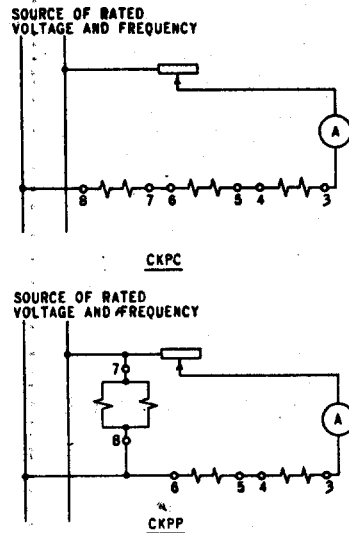 SOURCE OF RATED
VOLTAGE AND FREQUENCY
A
8 7 6 5 4 3
CKPC
SOURCE OF RATED
VOLTAGE AND FREQUENCY
7
A
8
6 5 4 3
CKPP